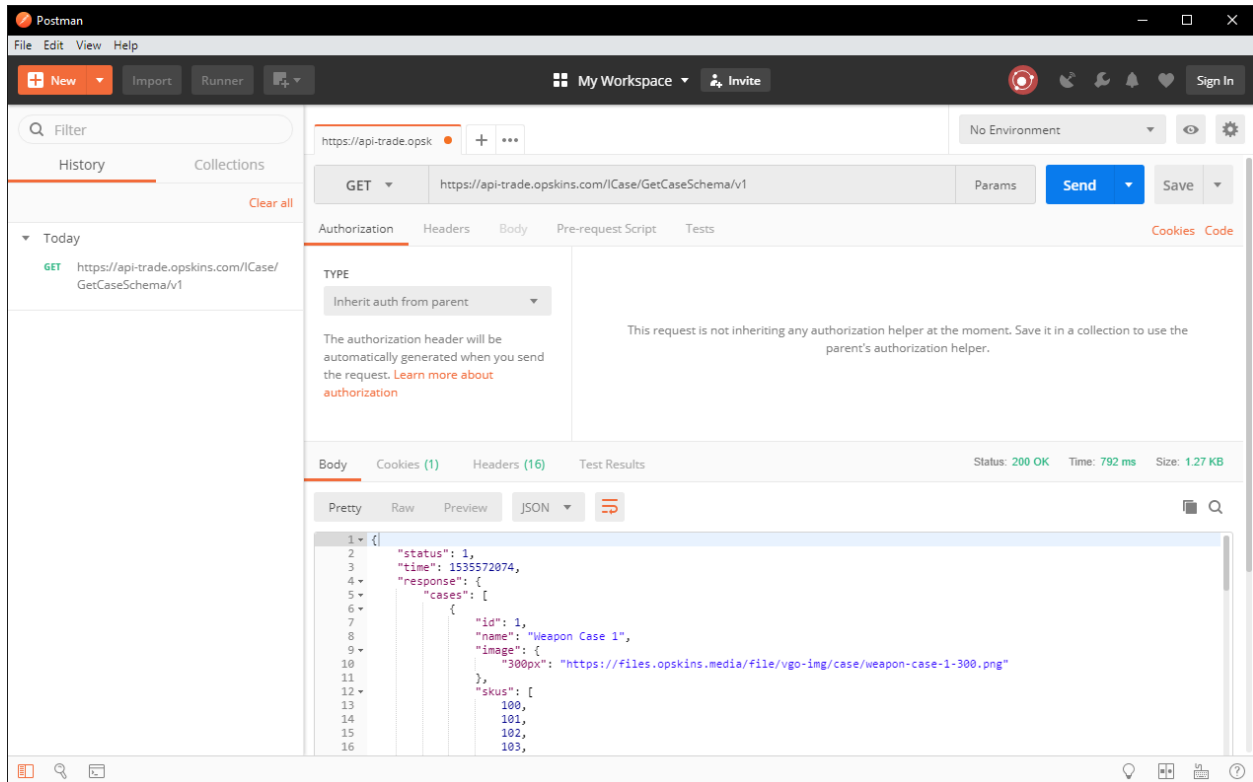 Postman
File Edit View Help
New Import Runner My Workspace Invite Sign In
Filter
History Collections
Clear all
Today
GET https://api-trade.opskins.com/ICase/
GetCaseSchema/v1
https://api-trade.opsk + •••
No Environment
GET https://api-trade.opskins.com/ICase/GetCaseSchema/v1 Params Send Save
Authorization Headers Body Pre-request Script Tests Cookies Code
TYPE
Inherit auth from parent
The authorization header will be
automatically generated when you send
the request. Learn more about
authorization
This request is not inheriting any authorization helper at the moment. Save it in a collection to use the
parent's authorization helper.
Body Cookies (1) Headers (16) Test Results Status: 200 OK Time: 792 ms Size: 1.27 KB
Pretty Raw Preview JSON
1 {
2 "status": 1,
3 "time": 1535572074,
4 "response": {
5 "cases": [
6 {
7 "id": 1,
8 "name": "Weapon Case 1",
9 "image": {
10 "300px": "https://files.opskins.media/file/vgo-img/case/weapon-case-1-300.png"
11 },
12 "skus": [
13 100,
14 101,
15 102,
16 103,